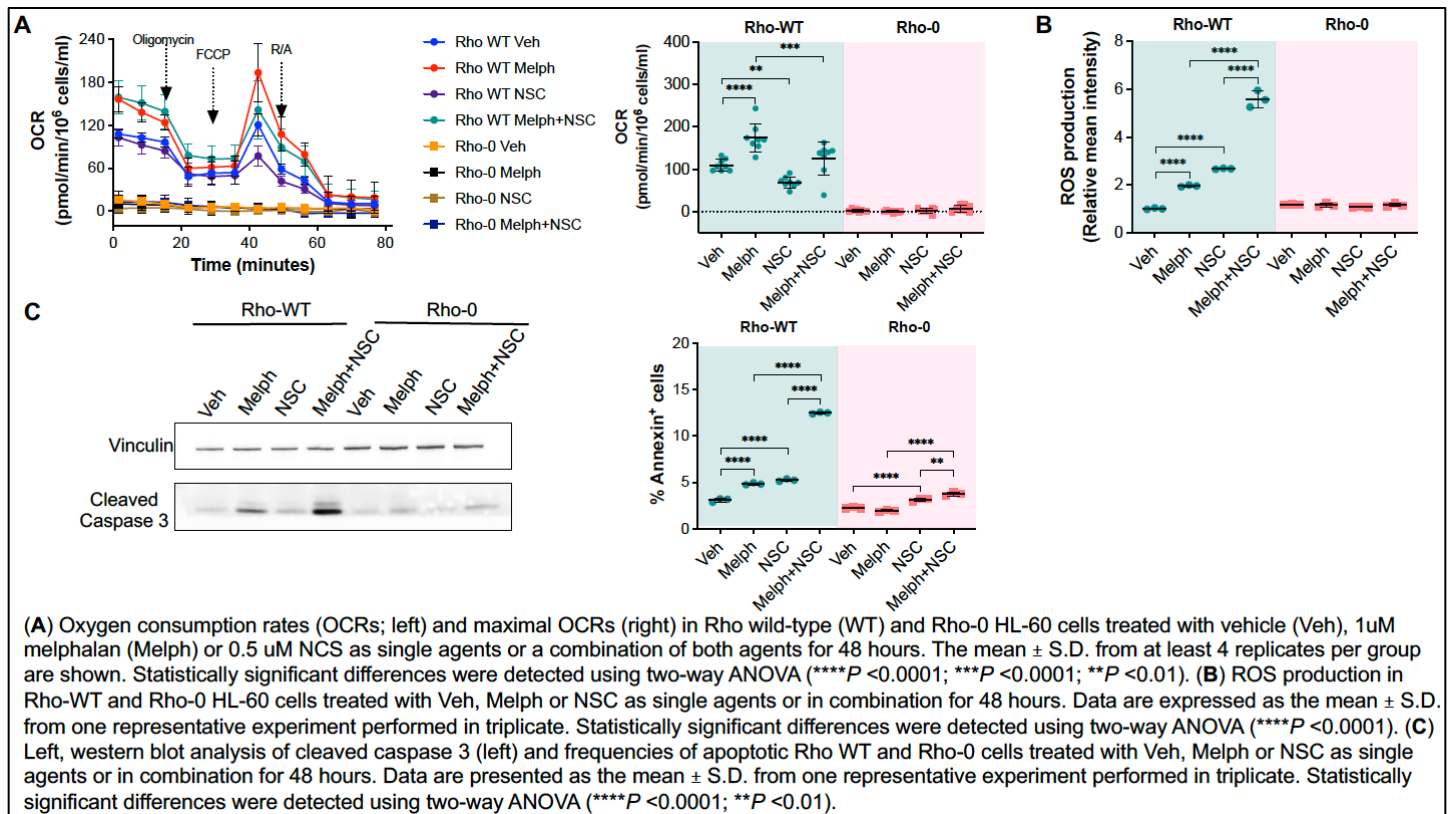 A
240
180
120
60
0
OCR
(pmol/min/10⁶ cells/ml)
Oligomycin
FCCP
R/A
0
20
40
60
80
Time (minutes)
Rho WT Veh
Rho WT Melph
Rho WT NSC
Rho WT Melph+NSC
Rho-0 Veh
Rho-0 Melph
Rho-0 NSC
Rho-0 Melph+NSC
Rho-WT
Rho-0
400
300
200
100
0
OCR
(pmol/min/10⁶ cells/ml)
***
**
****
Veh
Melph
NSC
Melph+NSC
Veh
Melph
NSC
Melph+NSC
B
Rho-WT
Rho-0
8
6
4
2
0
ROS production
(Relative mean intensity)
****
****
****
****
Veh
Melph
NSC
Melph+NSC
Veh
Melph
NSC
Melph+NSC
C
Rho-WT
Rho-0
Veh
Melph
NSC
Melph+NSC
Veh
Melph
NSC
Melph+NSC
Vinculin
Cleaved
Caspase 3
Rho-WT
Rho-0
20
15
10
5
0
% Annexin⁺ cells
****
****
****
****
****
**
****
Veh
Melph
NSC
Melph+NSC
Veh
Melph
NSC
Melph+NSC
(A) Oxygen consumption rates (OCRs; left) and maximal OCRs (right) in Rho wild-type (WT) and Rho-0 HL-60 cells treated with vehicle (Veh), 1uM
melphalan (Melph) or 0.5 uM NCS as single agents or a combination of both agents for 48 hours. The mean ± S.D. from at least 4 replicates per group
are shown. Statistically significant differences were detected using two-way ANOVA (****P <0.0001; ***P <0.0001; **P <0.01). (B) ROS production in
Rho-WT and Rho-0 HL-60 cells treated with Veh, Melph or NSC as single agents or in combination for 48 hours. Data are expressed as the mean ± S.D.
from one representative experiment performed in triplicate. Statistically significant differences were detected using two-way ANOVA (****P <0.0001). (C)
Left, western blot analysis of cleaved caspase 3 (left) and frequencies of apoptotic Rho WT and Rho-0 cells treated with Veh, Melph or NSC as single
agents or in combination for 48 hours. Data are presented as the mean ± S.D. from one representative experiment performed in triplicate. Statistically
significant differences were detected using two-way ANOVA (****P <0.0001; **P <0.01).